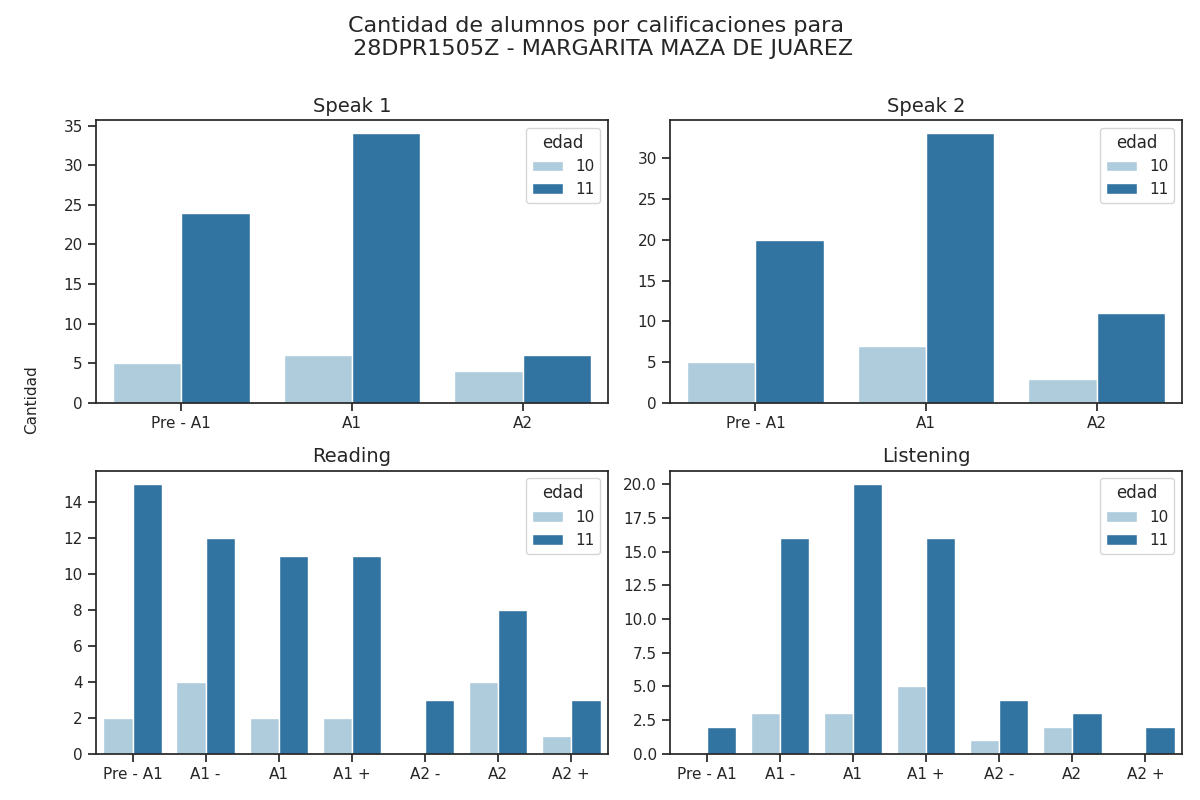 Cantidad de alumnos por calificaciones para
28DPR1505Z - MARGARITA MAZA DE JUAREZ
Cantidad
Speak 1
35
30
25
20
15
10
5
0
Pre - A1 A1 A2
edad
10
11
Speak 2
30
25
20
15
10
5
0
Pre - A1 A1 A2
edad
10
11
Reading
14
12
10
8
6
4
2
0
Pre - A1 A1 - A1 A1 + A2 - A2 A2 +
edad
10
11
Listening
20.0
17.5
15.0
12.5
10.0
7.5
5.0
2.5
0.0
Pre - A1 A1 - A1 A1 + A2 - A2 A2 +
edad
10
11